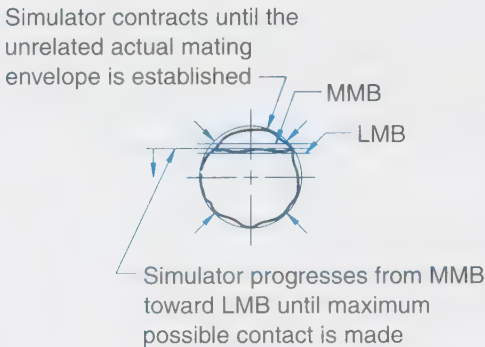 Simulator contracts until the
unrelated actual mating
envelope is established
MMB
LMB
Simulator progresses from MMB
toward LMB until maximum
possible contact is made